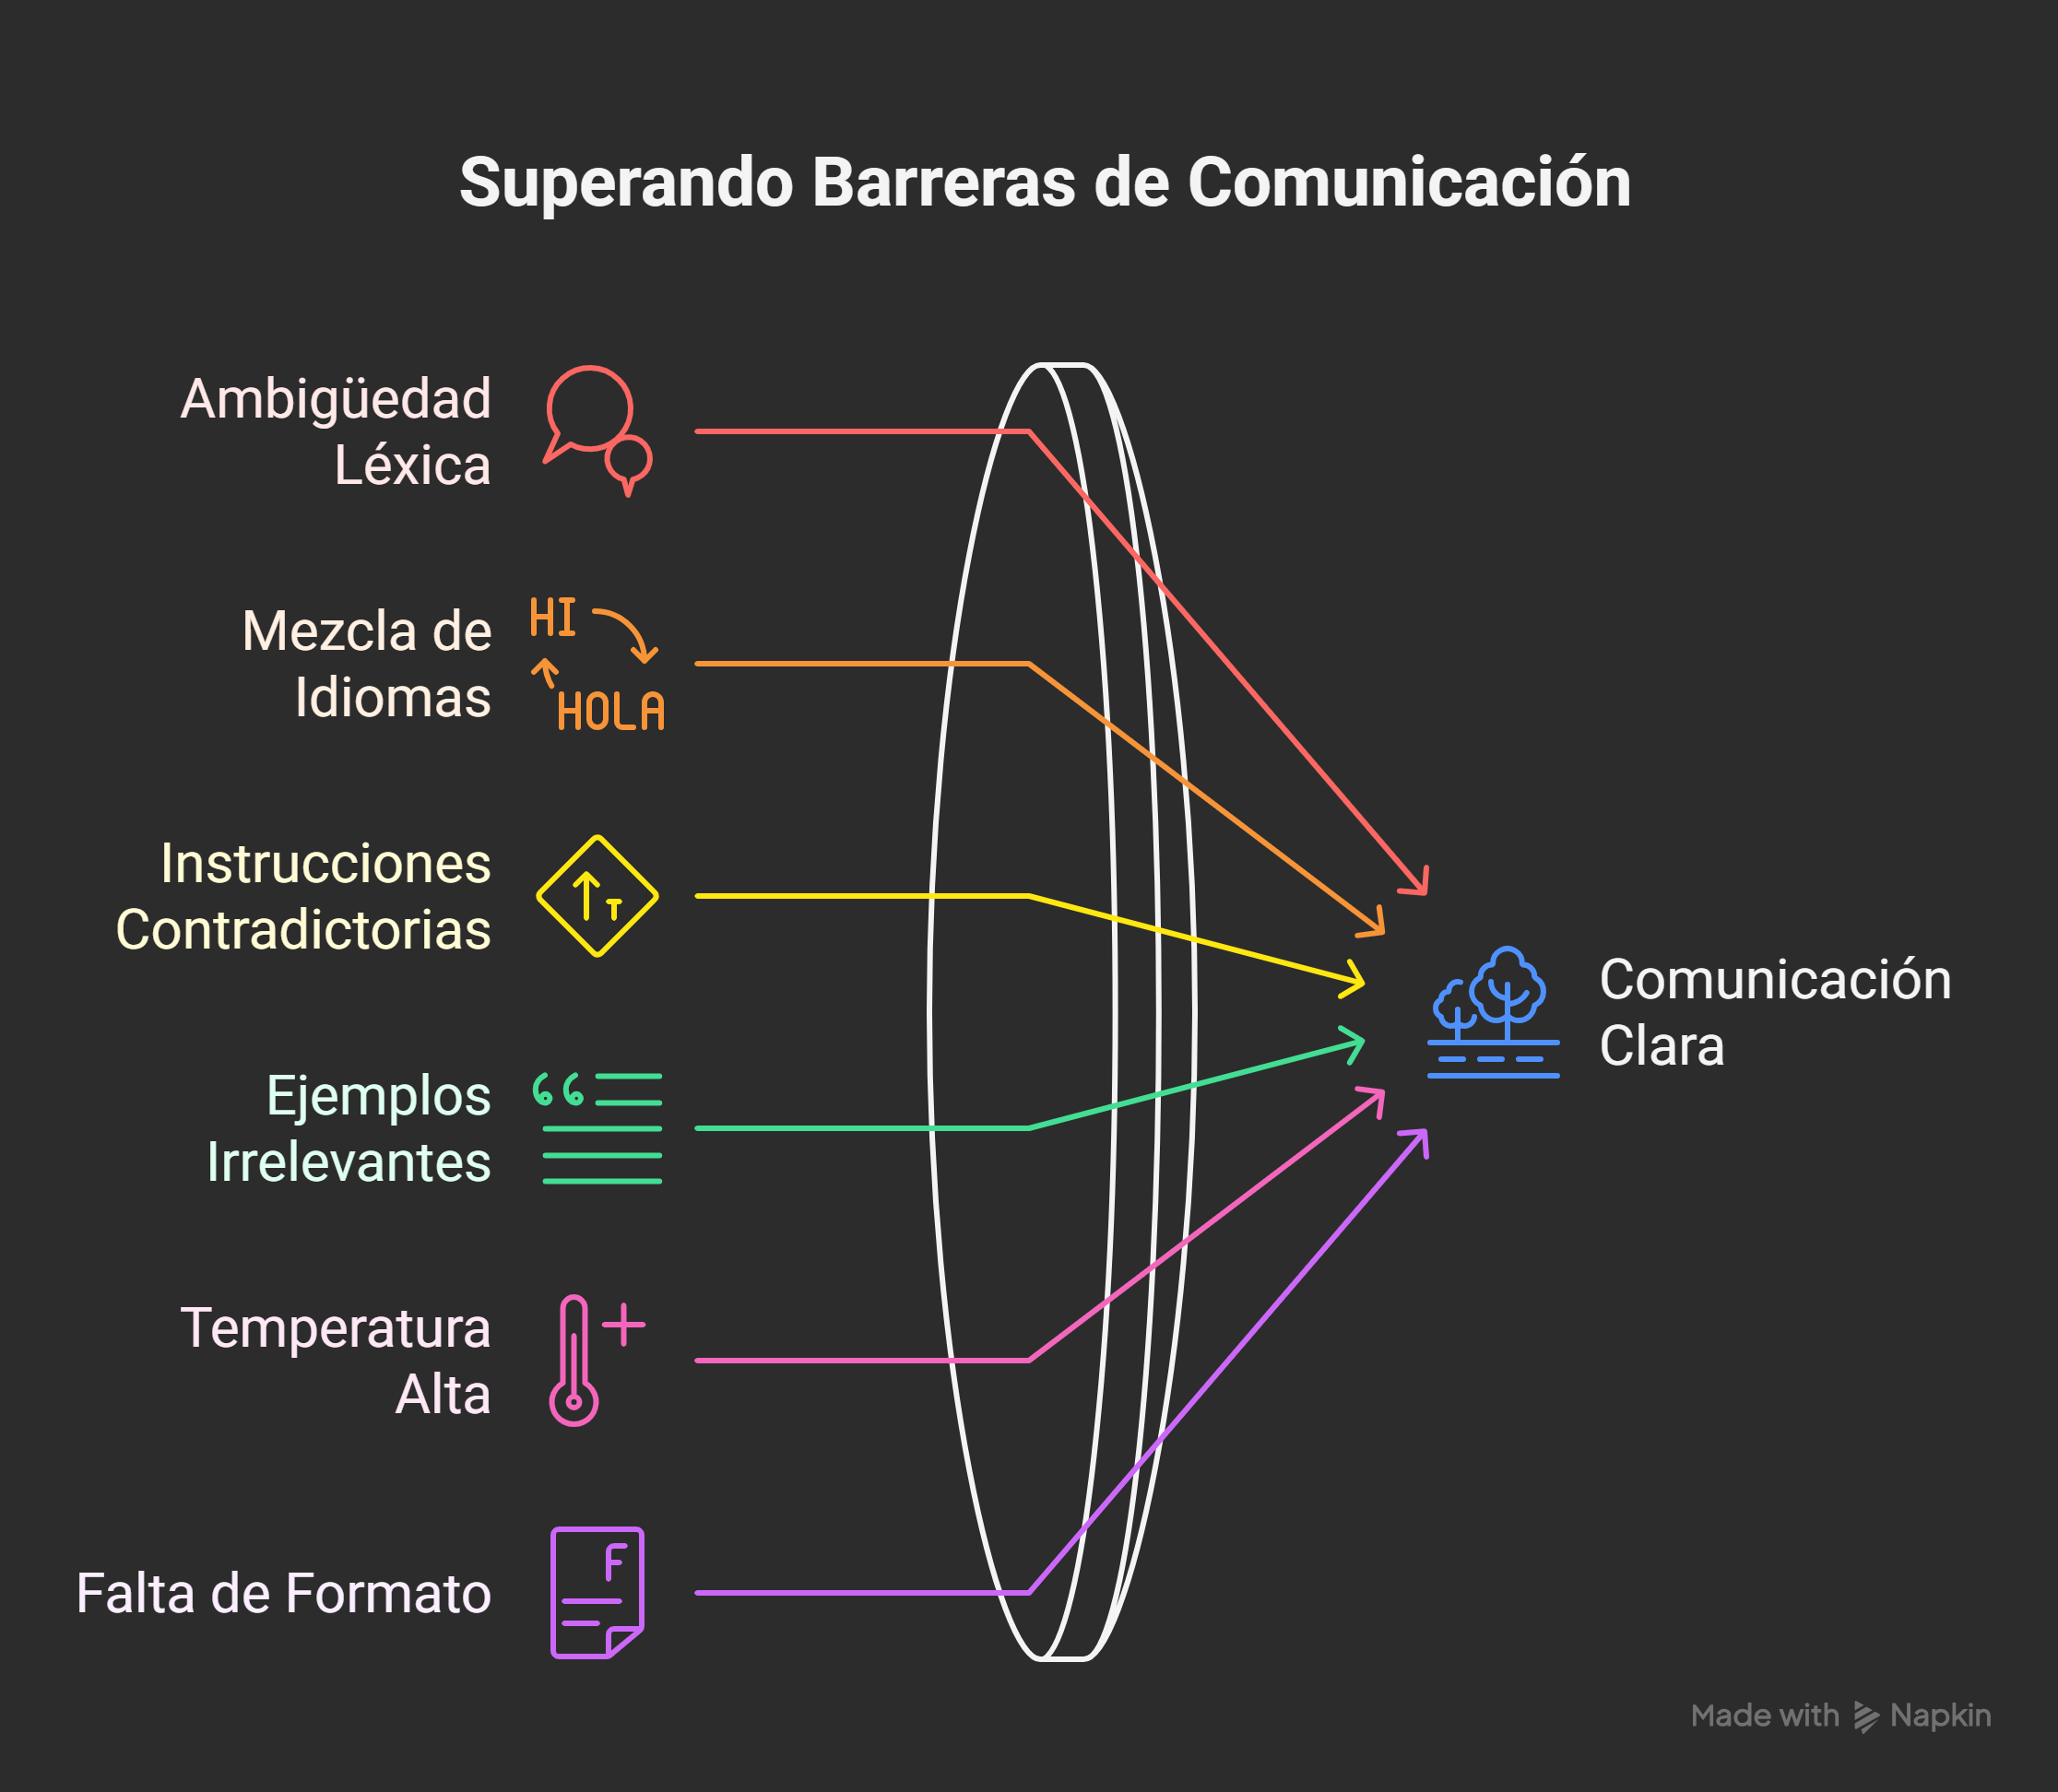 Superando Barreras de Comunicación
Ambigüedad
Léxica
HI
HOLA
Mezcla de
Idiomas
Instrucciones
Contradictorias
T
Ejemplos
Irrelevantes
Temperatura
Alta
Falta de Formato
F
Comunicación
Clara
Made with Napkin